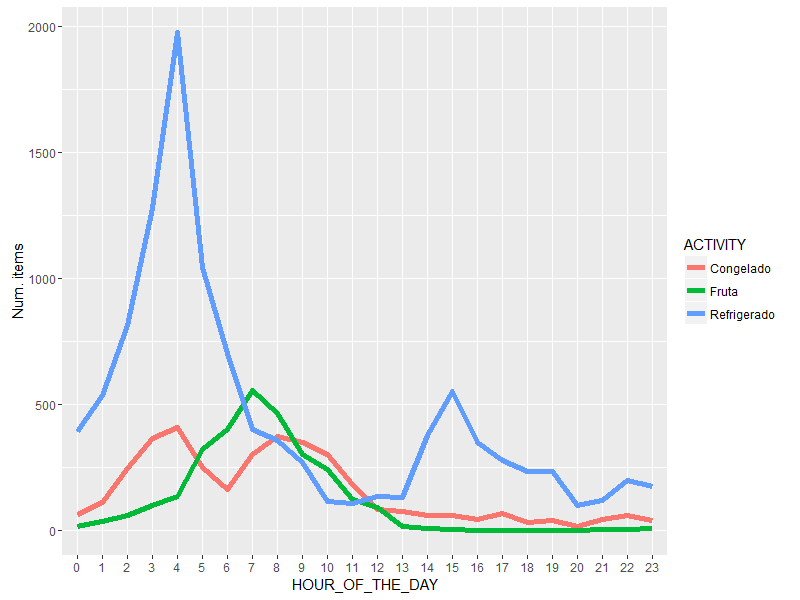 2000
1500
1000
500
0
Num. items
0 1 2 3 4 5 6 7 8 9 10 11 12 13 14 15 16 17 18 19 20 21 22 23
HOUR_OF_THE_DAY
ACTIVITY
Congelado
Fruta
Refrigerado